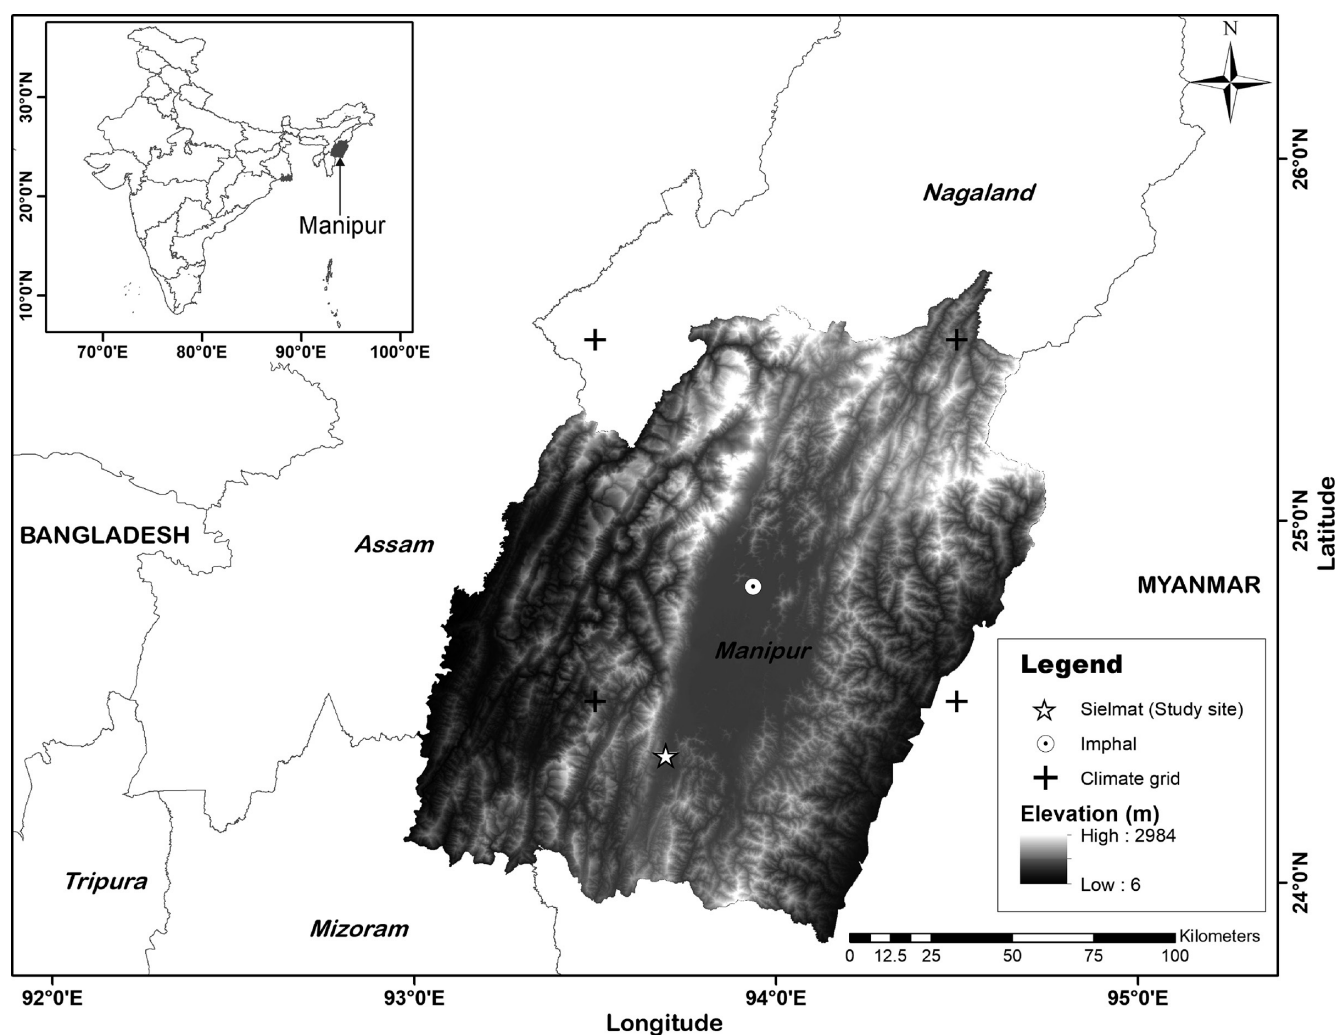 N
30°0'N
20°0'N
10°0'N
Manipur
70°0'E
80°0'E
90°0'E
100°0'E
Nagaland
26°0'N
BANGLADESH
Assam
25°0'N
Latitude
MYANMAR
Manipur
Legend
Sielmat (Study site)
Imphal
Climate grid
Elevation (m)
High : 2984
Low : 6
Tripura
Mizoram
24°0'N
Kilometers
0 12.5 25 50 75 100
92°0'E
93°0'E
94°0'E
95°0'E
Longitude